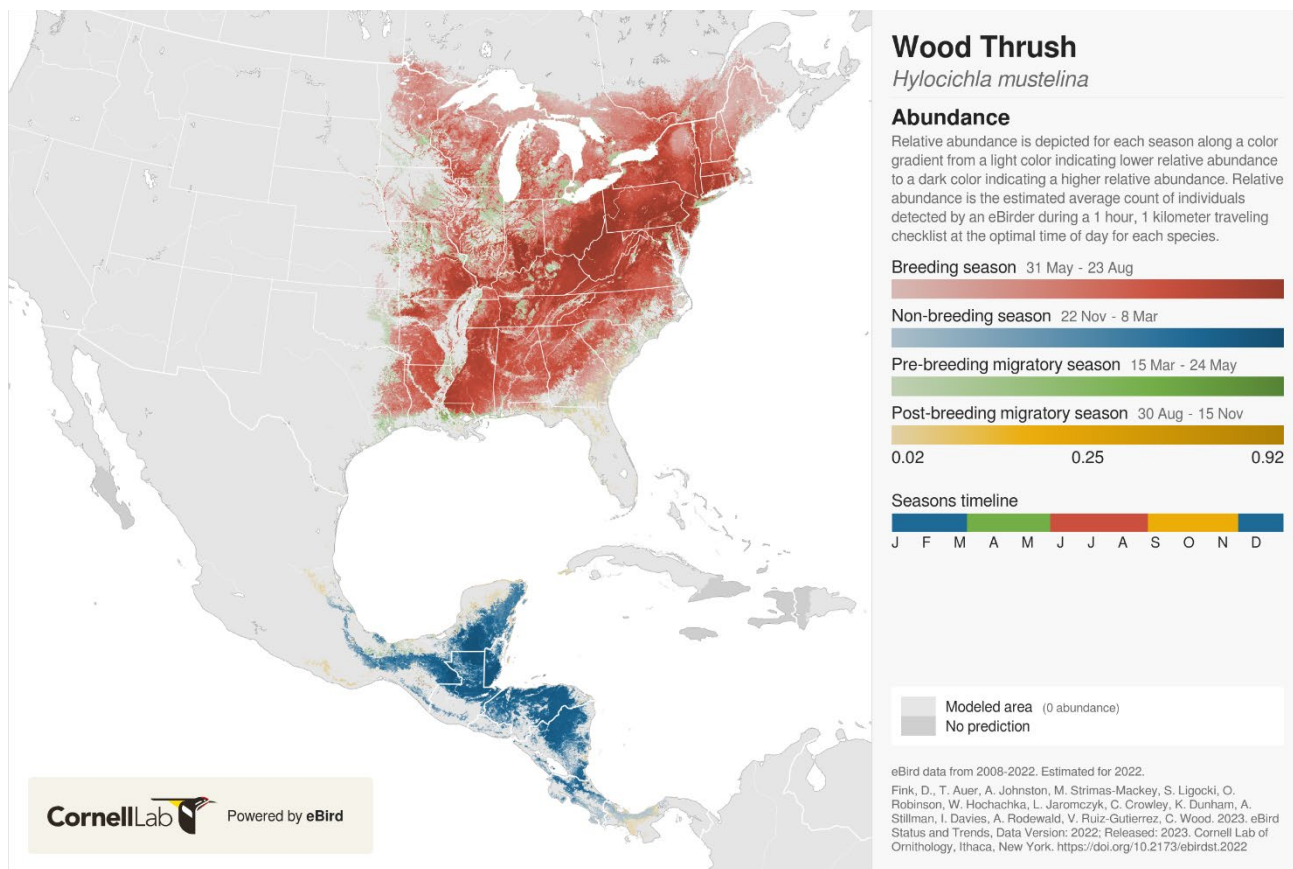 Wood Thrush
Hylocichla mustelina
Abundance
Relative abundance is depicted for each season along a color
gradient from a light color indicating lower relative abundance
to a dark color indicating a higher relative abundance. Relative
abundance is the estimated average count of individuals
detected by an eBirder during a 1 hour, 1 kilometer traveling
checklist at the optimal time of day for each species.
Breeding season 31 May - 23 Aug
Non-breeding season 22 Nov - 8 Mar
Pre-breeding migratory season 15 Mar - 24 May
Post-breeding migratory season 30 Aug - 15 Nov
0.02 0.25 0.92
Seasons timeline
J F M A M J J A S O N D
Modeled area (0 abundance)
No prediction
eBird data from 2008-2022. Estimated for 2022.
Fink, D., T. Auer, A. Johnston, M. Strimas-Mackey, S. Ligocki, O.
Robinson, W. Hochachka, L. Jaromczyk, C. Crowley, K. Dunham, A.
Stillman, I. Davies, A. Rodewald, V. Ruiz-Gutierrez, C. Wood. 2023. eBird
Status and Trends, Data Version: 2022; Released: 2023. Cornell Lab of
Ornithology, Ithaca, New York. https://doi.org/10.2173/ebirdst.2022
CornellLab Powered by eBird